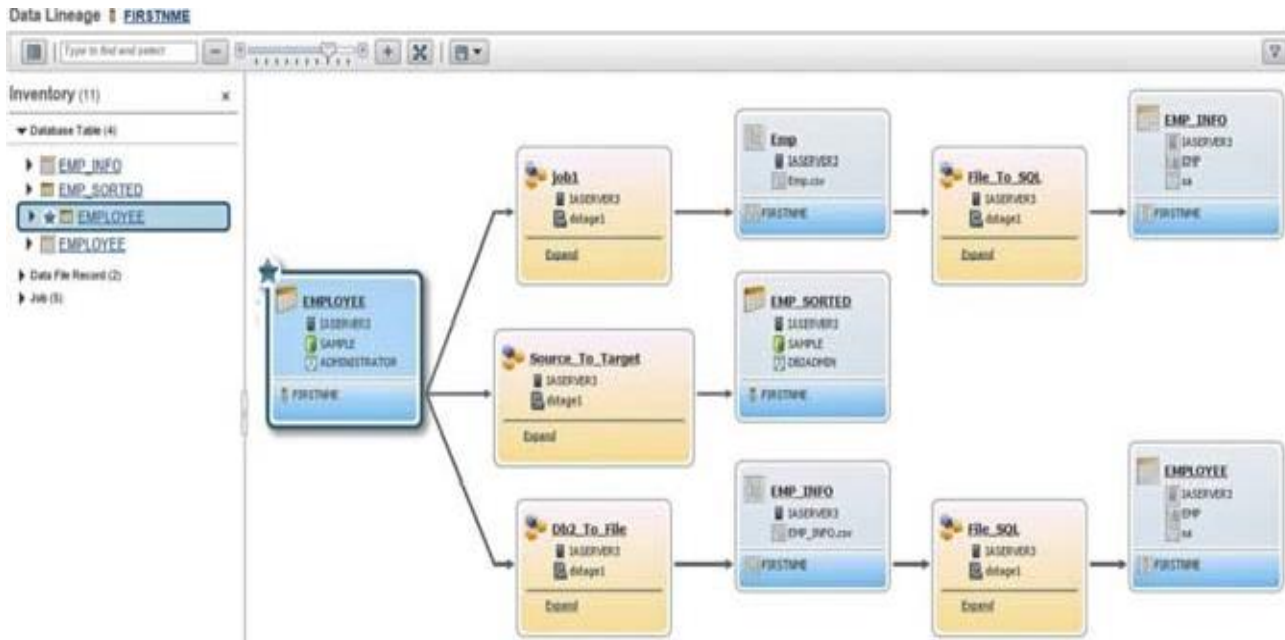 Data Lineage FIRSTNME
Type to find and select
Inventory (11)
Database Table (4)
EMP_INFO
EMP_SORTED
EMPLOYEE
EMPLOYEE
Data File Record (2)
Job (5)
EMPLOYEE
IASERVER3
SAMPLE
ADMINISTRATOR
FIRSTNME
job1
IASERVER3
dstage1
Expand
Emp
IASERVER3
Emp.csv
FIRSTNME
File_To_SQL
IASERVER3
dstage1
Expand
EMP_INFO
IASERVER3
EMP
sa
FIRSTNME
Source_To_Target
IASERVER3
dstage1
Expand
EMP_SORTED
IASERVER3
SAMPLE
DB2ADMIN
FIRSTNME
Db2_To_File
IASERVER3
dstage1
Expand
EMP_INFO
IASERVER3
EMP_INFO.csv
FIRSTNME
File_SQL
IASERVER3
dstage1
Expand
EMPLOYEE
IASERVER3
EMP
sa
FIRSTNME